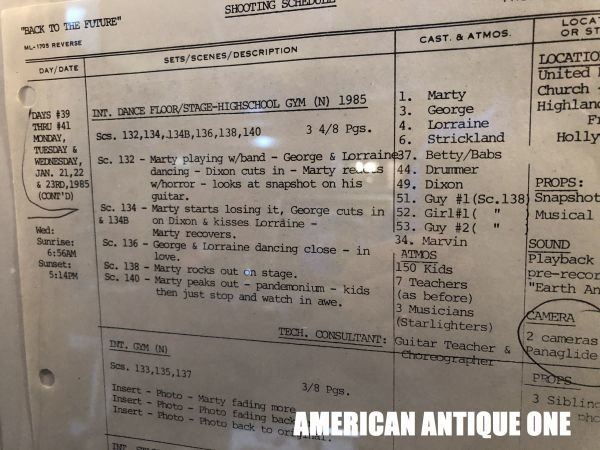 SHOOTING SCHEDULE
"BACK TO THE FUTURE"
ML-1705 REVERSE
DAY/DATE
SETS/SCENES/DESCRIPTION
CAST. & ATMOS.
LOCA
OR ST
DAYS #39
THRU #41
MONDAY,
TUESDAY &
WEDNESDAY,
JAN. 21,22
& 23RD,1985
(CONT'D)
Wed:
Sunrise:
6:56AM
Sunset:
5:14PM
INT. DANCE FLOOR/STAGE-HIGHSCHOOL GYM (N) 1985
Scs. 132,134,.134B,136,138,140 3 4/8 Pgs.
Sc. 132 - Marty playing w/band - George & Lorraine
dancing - Dixon cuts in - Marty reacts
w/horror - looks at snapshot on his
guitar.
Sc. 134 - Marty starts losing it, George cuts in
& 134B on Dixon & kisses Lorraine -
Marty recovers.
Sc. 136 - George & Lorraine dancing close - in
love.
Sc. 138 - Marty rocks out on stage.
Sc. 140 - Marty peaks out - pandemonium - kids
then just stop and watch in awe.
TECH. CONSULTANT:
1. Marty
3. George
4. Lorraine
6. Strickland
37. Betty/Babs
44. Drummer
49. Dixon
51. Guy #1(Sc.138)
52. Girl#1( "
53. Guy #2( "
34. Marvin
ATMOS
150 Kids
7 Teachers
(as before)
3 Musicians
(Starlighters)
Guitar Teacher &
Choreographer
LOCATIO
United
Church -
Highland
Fr
Holly
PROPS:
Snapshot
Musical
SOUND
Playback
pre-recor
"Earth An
CAMERA
2 cameras
Panaglide
PROPS
3 Siblin
pho
INT. GYM (N)
Scs. 133,135,137 3/8 Pgs.
Insert - Photo - Marty fading more
Insert - Photo - Photo fading back
Insert - Photo - Photo back to original.
INT.
AMERICAN ANTIQUE ONE